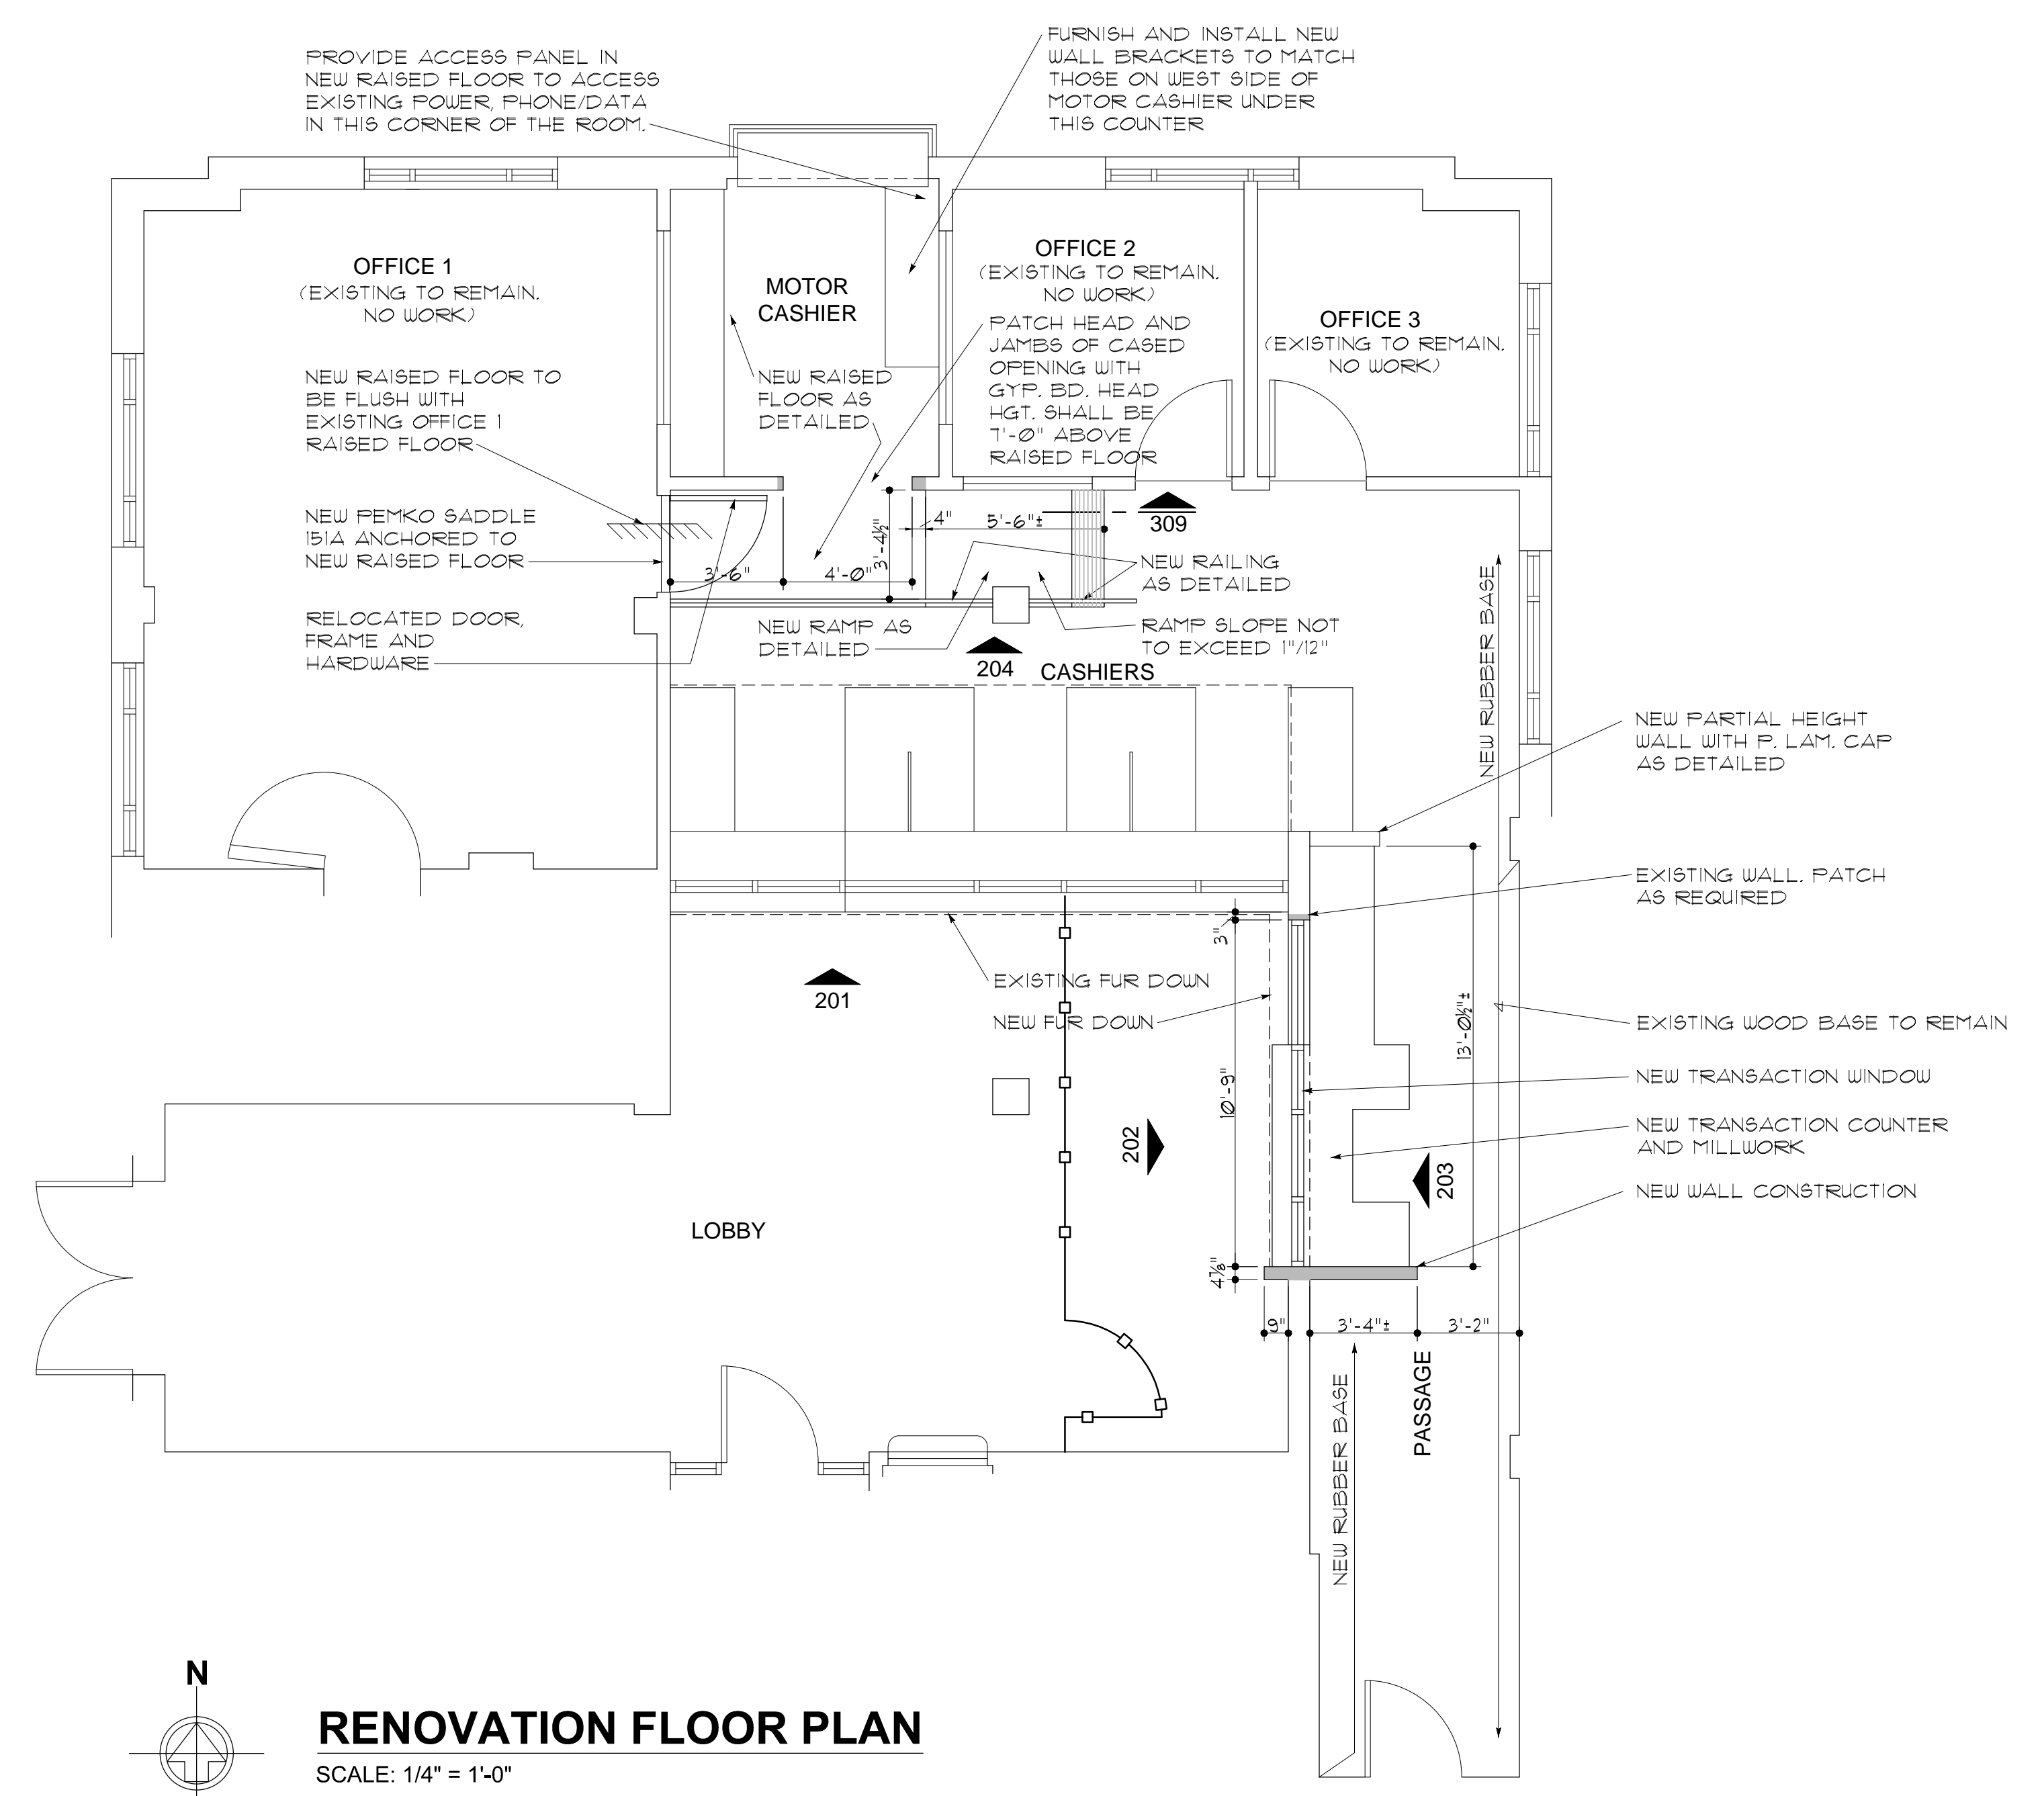 PROVIDE ACCESS PANEL IN
NEW RAISED FLOOR TO ACCESS
EXISTING POWER, PHONE/DATA
IN THIS CORNER OF THE ROOM.
FURNISH AND INSTALL NEW
WALL BRACKETS TO MATCH
THOSE ON WEST SIDE OF
MOTOR CASHIER UNDER
THIS COUNTER
OFFICE 1
(EXISTING TO REMAIN.
NO WORK)
MOTOR
CASHIER
OFFICE 2
(EXISTING TO REMAIN.
NO WORK)
OFFICE 3
(EXISTING TO REMAIN.
NO WORK)
PATCH HEAD AND
JAMBS OF CASED
OPENING WITH
GYP. BD. HEAD
HGT. SHALL BE
7'-0" ABOVE
RAISED FLOOR
NEW RAISED
FLOOR AS
DETAILED
NEW RAISED FLOOR TO
BE FLUSH WITH
EXISTING OFFICE 1
RAISED FLOOR
NEW PEMKO SADDLE
151A ANCHORED TO
NEW RAISED FLOOR
RELOCATED DOOR,
FRAME AND
HARDWARE
3'-6"
4'-0"
3'-4½"
4"
5'-6"±
309
NEW RAILING
AS DETAILED
NEW RAMP AS
DETAILED
RAMP SLOPE NOT
TO EXCEED 1"/12"
204
CASHIERS
NEW RUBBER BASE
NEW PARTIAL HEIGHT
WALL WITH P. LAM. CAP
AS DETAILED
EXISTING WALL. PATCH
AS REQUIRED
3"
201
EXISTING FUR DOWN
NEW FUR DOWN
13'-0½"±
10'-9"
EXISTING WOOD BASE TO REMAIN
NEW TRANSACTION WINDOW
NEW TRANSACTION COUNTER
AND MILLWORK
NEW WALL CONSTRUCTION
202
203
LOBBY
4⅞"
9"
3'-4"±
3'-2"
PASSAGE
NEW RUBBER BASE
N
RENOVATION FLOOR PLAN
SCALE: 1/4" = 1'-0"